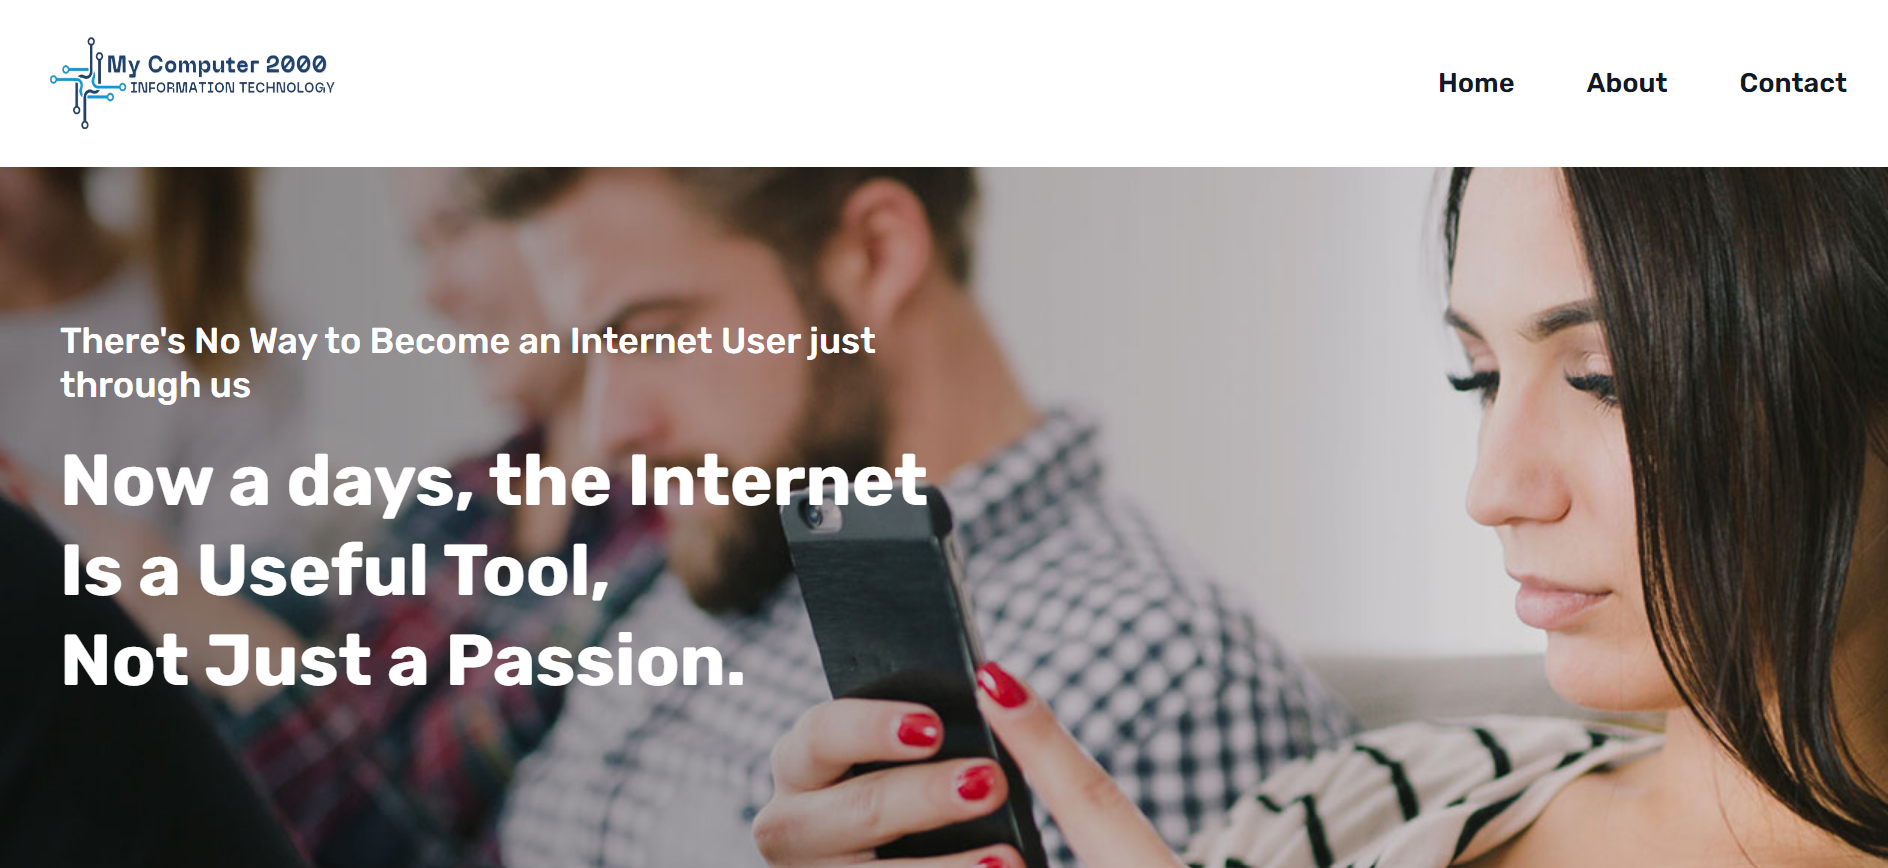 My Computer 2000
INFORMATION TECHNOLOGY
Home About Contact
There's No Way to Become an Internet User just
through us
Now a days, the Internet
Is a Useful Tool,
Not Just a Passion.